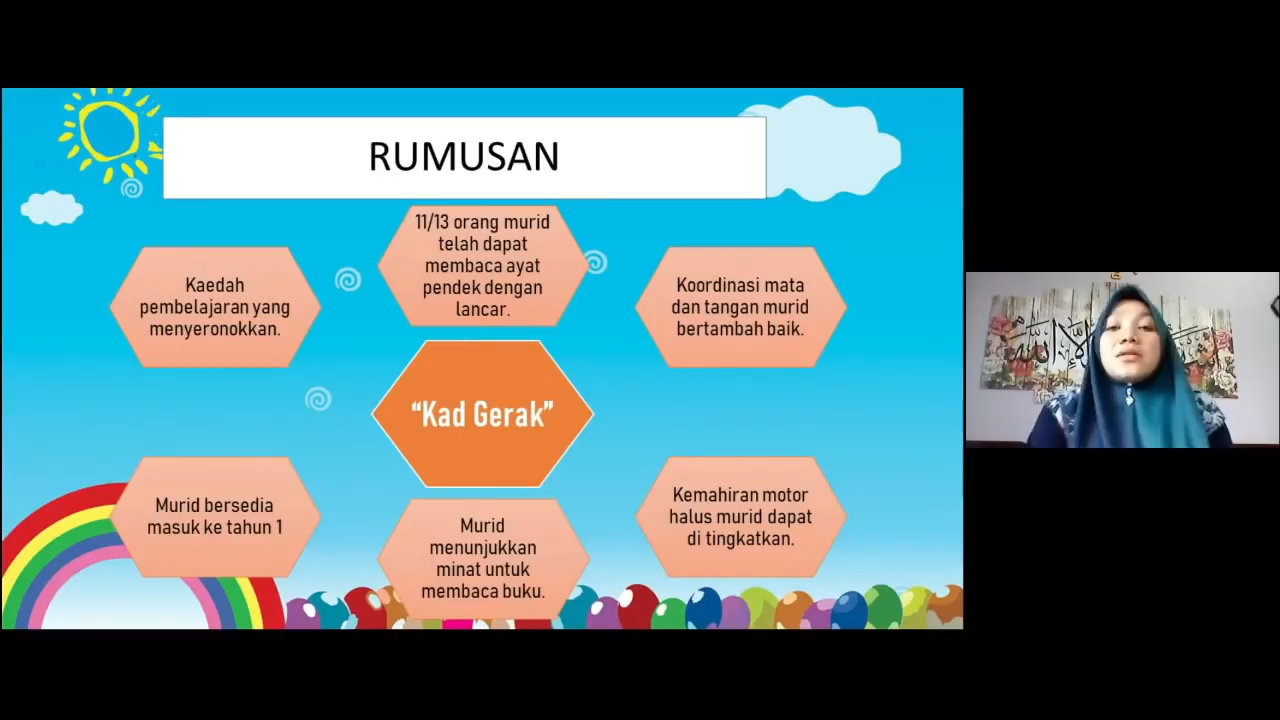 RUMUSAN
11/13 orang murid
telah dapat
membaca ayat
pendek dengan
lancar.
Kaedah
pembelajaran yang
menyeronokkan.
Koordinasi mata
dan tangan murid
bertambah baik.
“Kad Gerak”
Murid bersedia
masuk ke tahun 1
Murid
menunjukkan
minat untuk
membaca buku.
Kemahiran motor
halus murid dapat
di tingkatkan.